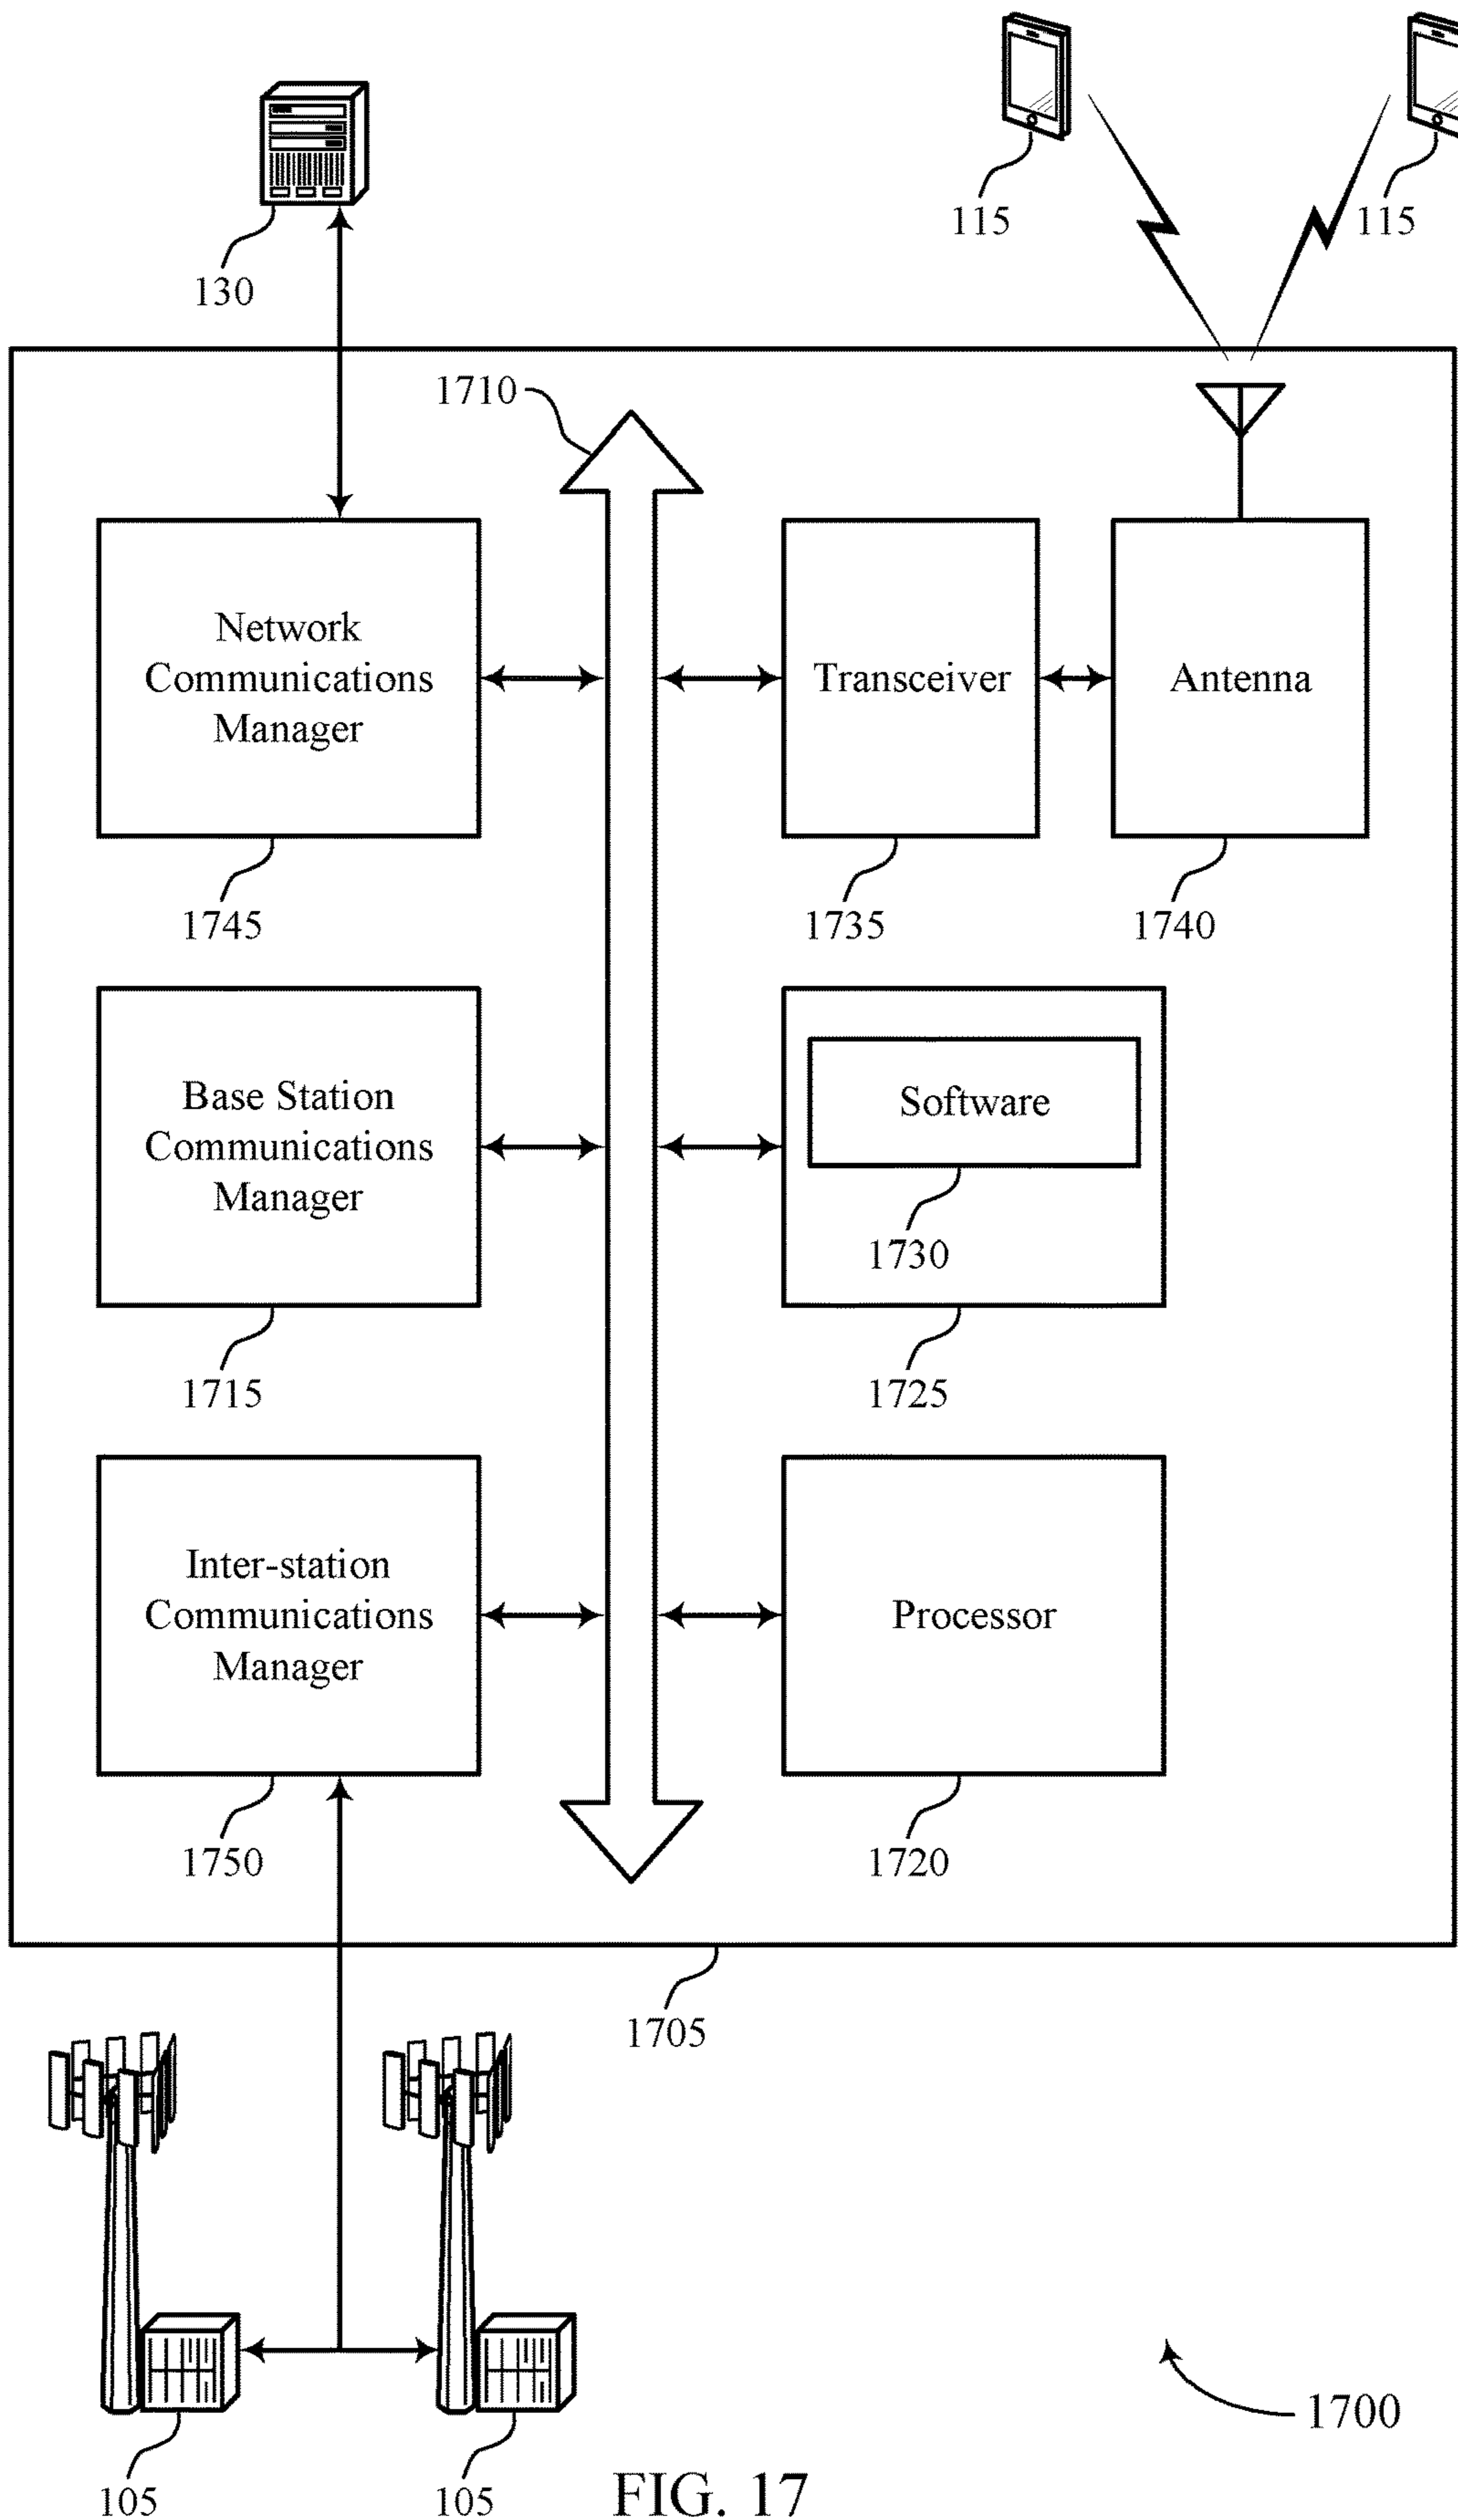 115
115
130
1710
Network
Communications
Manager
Transceiver
Antenna
1745
1735
1740
Base Station
Communications
Manager
Software
1730
1715
1725
Inter-station
Communications
Manager
Processor
1750
1720
1705
1700
105
105
FIG. 17